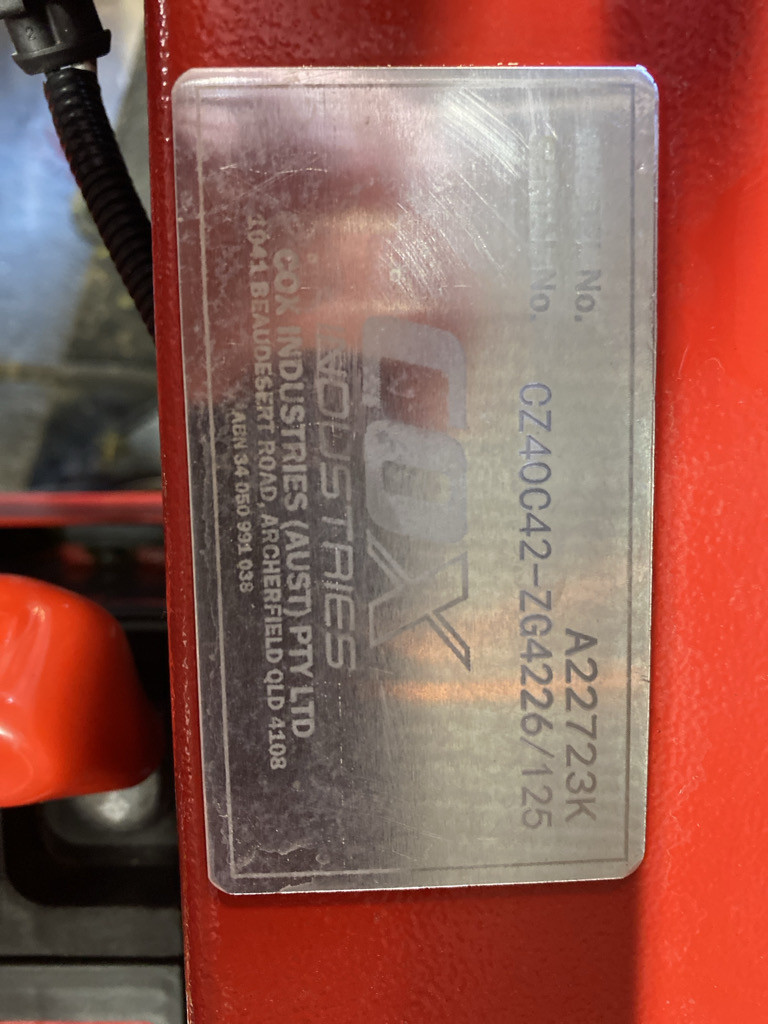 No. A22723K
SERIAL No. CZ40C42-ZG4226/125
COX
INDUSTRIES
COX INDUSTRIES (AUST) PTY LTD
1041 BEAUDESERT ROAD, ARCHERFIELD QLD 4108
ABN 34 050 991 038